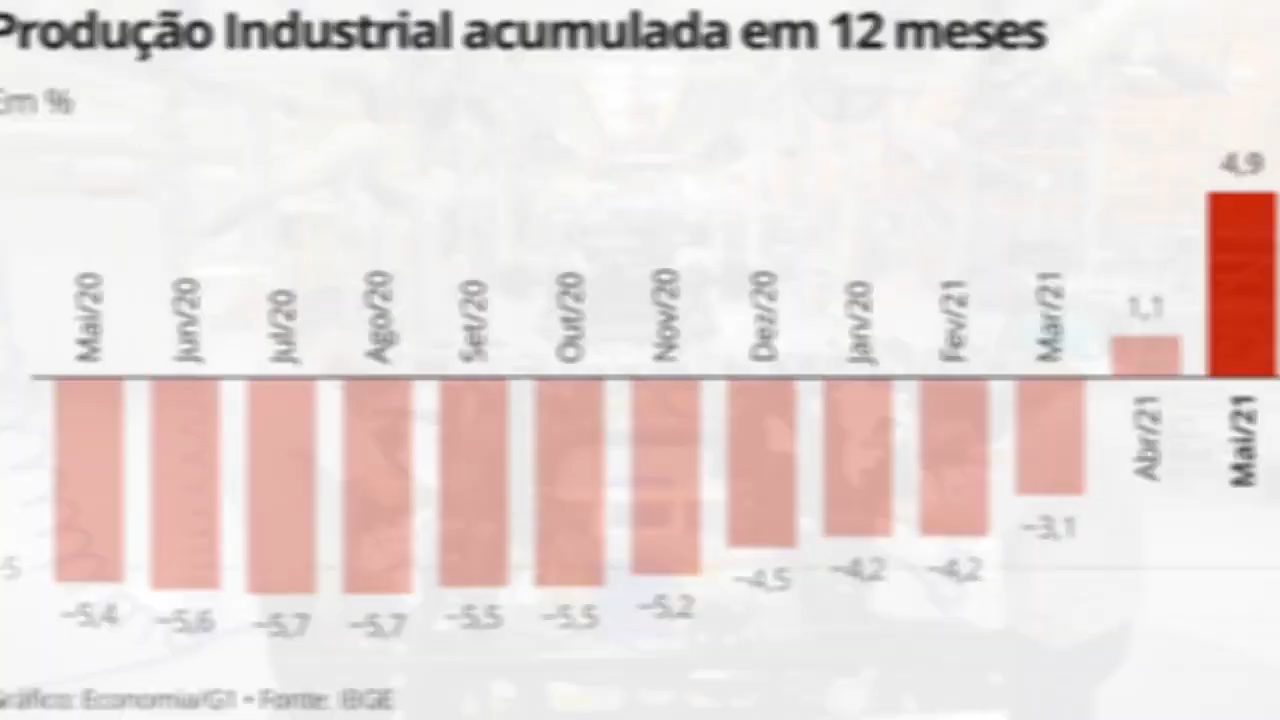 Produção Industrial acumulada em 12 meses
Em %
4,9
Mai/20 Jun/20 Jul/20 Ago/20 Set/20 Out/20 Nov/20 Dez/20 Jan/20 Fev/21 Mar/21 1,1
Abr/21 Mai/21
-5
–5,4 –5,6 –5,7 –5,7 –5,5 –5,5 –5,2 –4,5 –4,2 –4,2 –3,1
Gráfico: Economia/G1 • Fonte: IBGE